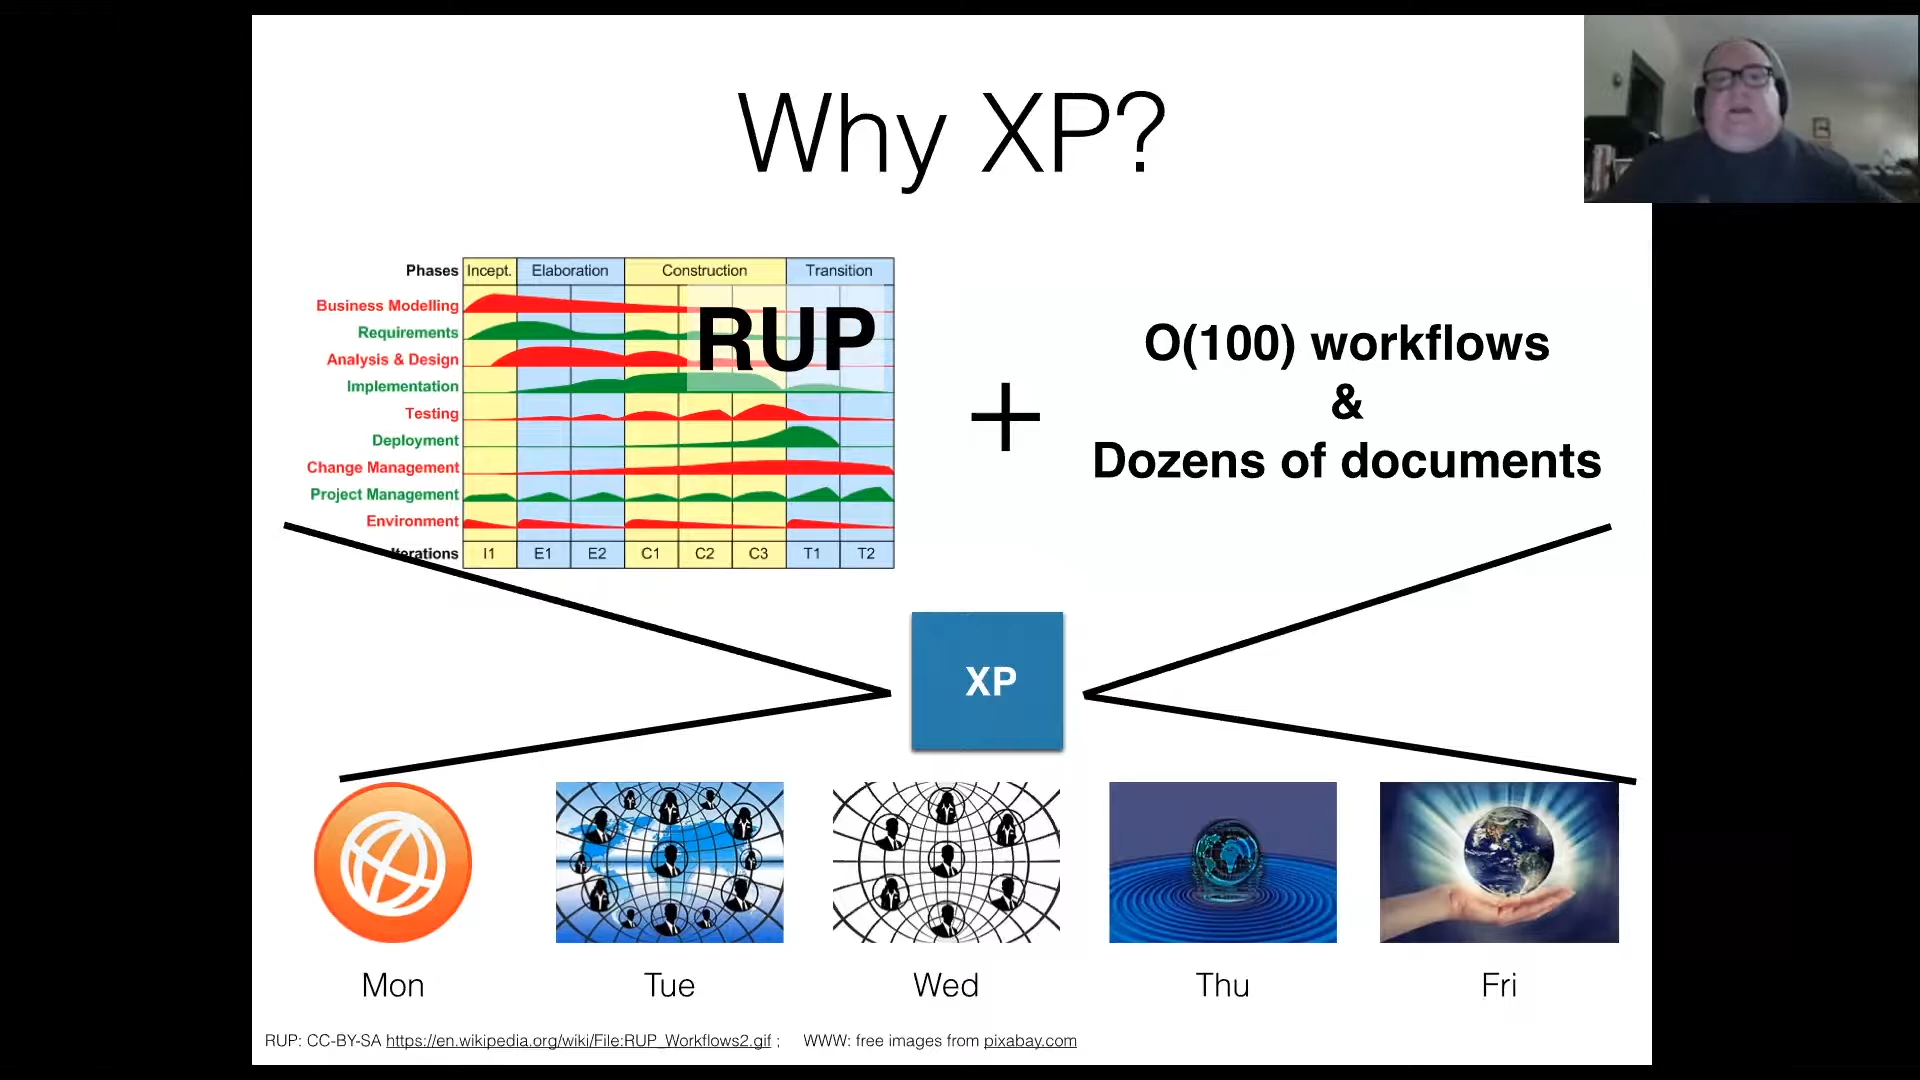 Why XP?
Phases Incept. Elaboration Construction Transition
Business Modelling
Requirements
Analysis & Design
Implementation
Testing
Deployment
Change Management
Project Management
Environment
Iterations I1 E1 E2 C1 C2 C3 T1 T2
RUP
+
O(100) workflows
&
Dozens of documents
XP
Mon Tue Wed Thu Fri
RUP: CC-BY-SA https://en.wikipedia.org/wiki/File:RUP_Workflows2.gif ; WWW: free images from pixabay.com